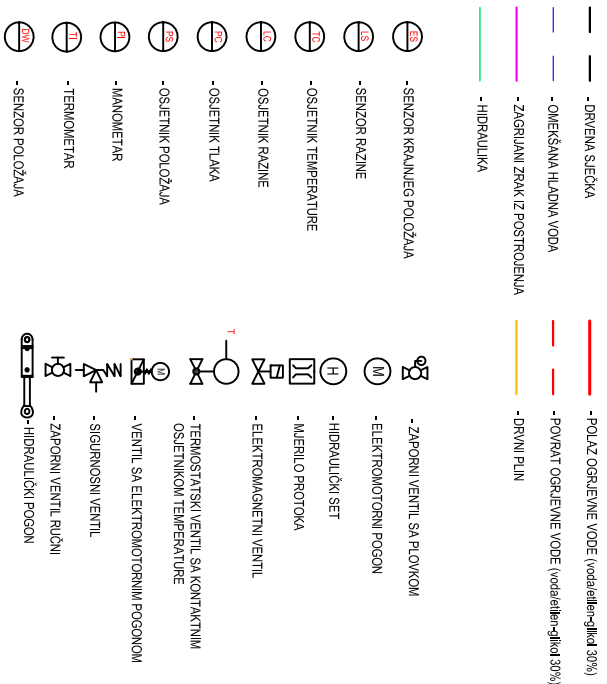 - DRVENA SJEČKA
- OMEKŠANA HLADNA VODA
- ZAGRIJANI ZRAK IZ POSTROJENJA
- HIDRAULIKA
- POLAZ OGRJEVNE VODE (voda/etilen-glikol 30%)
- POVRAT OGRJEVNE VODE (voda/etilen-glikol 30%)
- DRVNI PLIN
ES - SENZOR KRAJNJEG POLOŽAJA
LS - SENZOR RAZINE
TC - OSJETNIK TEMPERATURE
LC - OSJETNIK RAZINE
PC - OSJETNIK TLAKA
PS - OSJETNIK POLOŽAJA
PI - MANOMETAR
TI - TERMOMETAR
DW - SENZOR POLOŽAJA
- ZAPORNI VENTIL SA PLOVKOM
M - ELEKTROMOTORNI POGON
H - HIDRAULIČKI SET
- MJERILO PROTOKA
- ELEKTROMAGNETNI VENTIL
T - TERMOSTATSKI VENTIL SA KONTAKTNIM
OSJETNIKOM TEMPERATURE
M - VENTIL SA ELEKTROMOTORNIM POGONOM
- SIGURNOSNI VENTIL
- ZAPORNI VENTIL RUČNI
- HIDRAULIČKI POGON